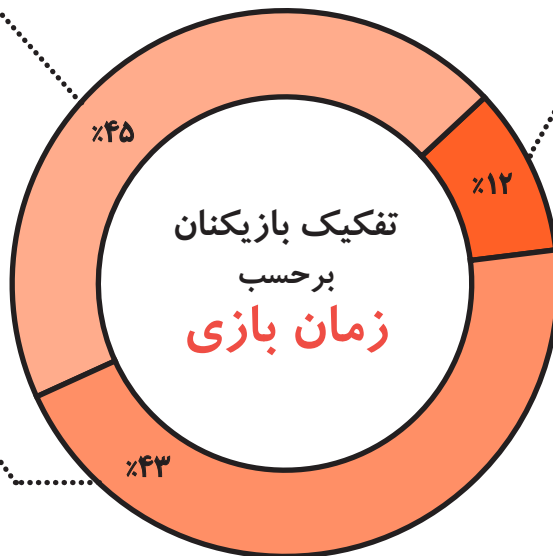 ٪۴۵
٪۱۲
تفکیک بازیکنان
برحسب
زمان بازی
٪۴۳